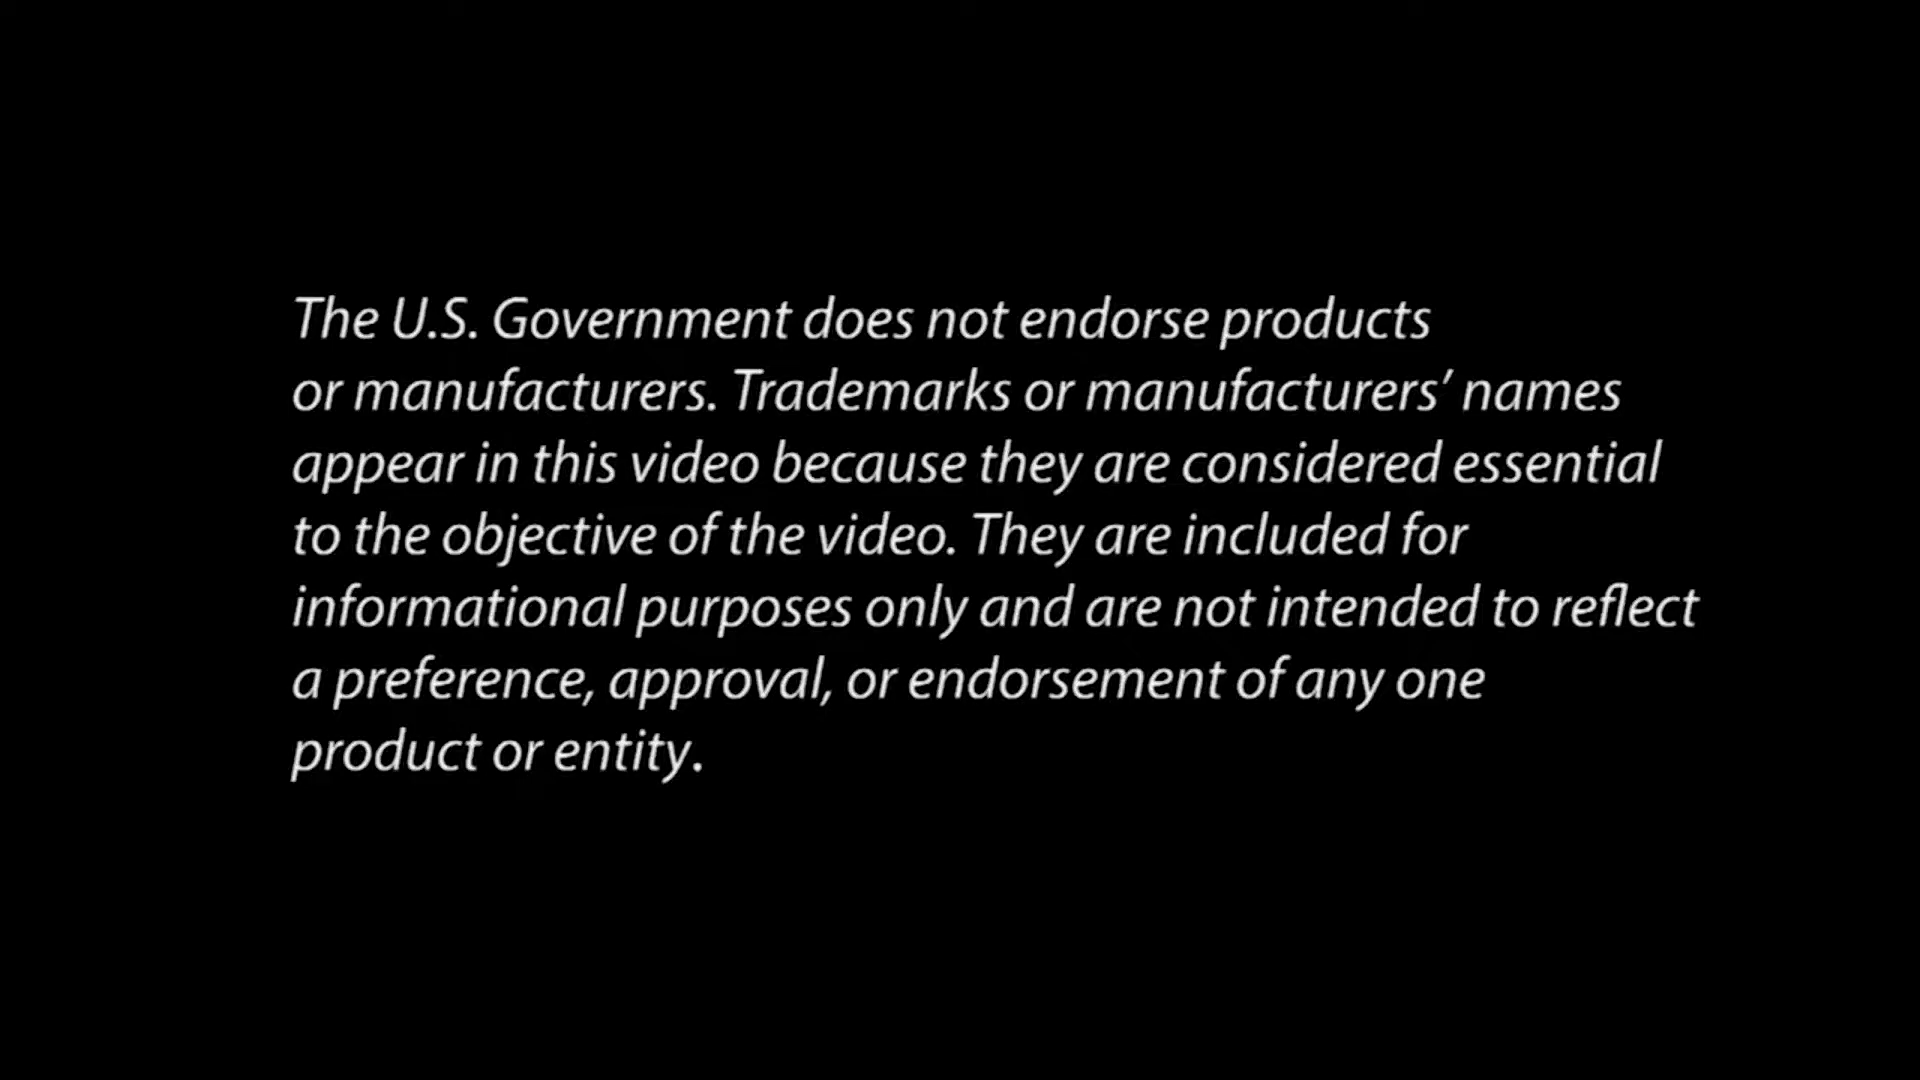 The U.S. Government does not endorse products
or manufacturers. Trademarks or manufacturers’ names
appear in this video because they are considered essential
to the objective of the video. They are included for
informational purposes only and are not intended to reflect
a preference, approval, or endorsement of any one
product or entity.